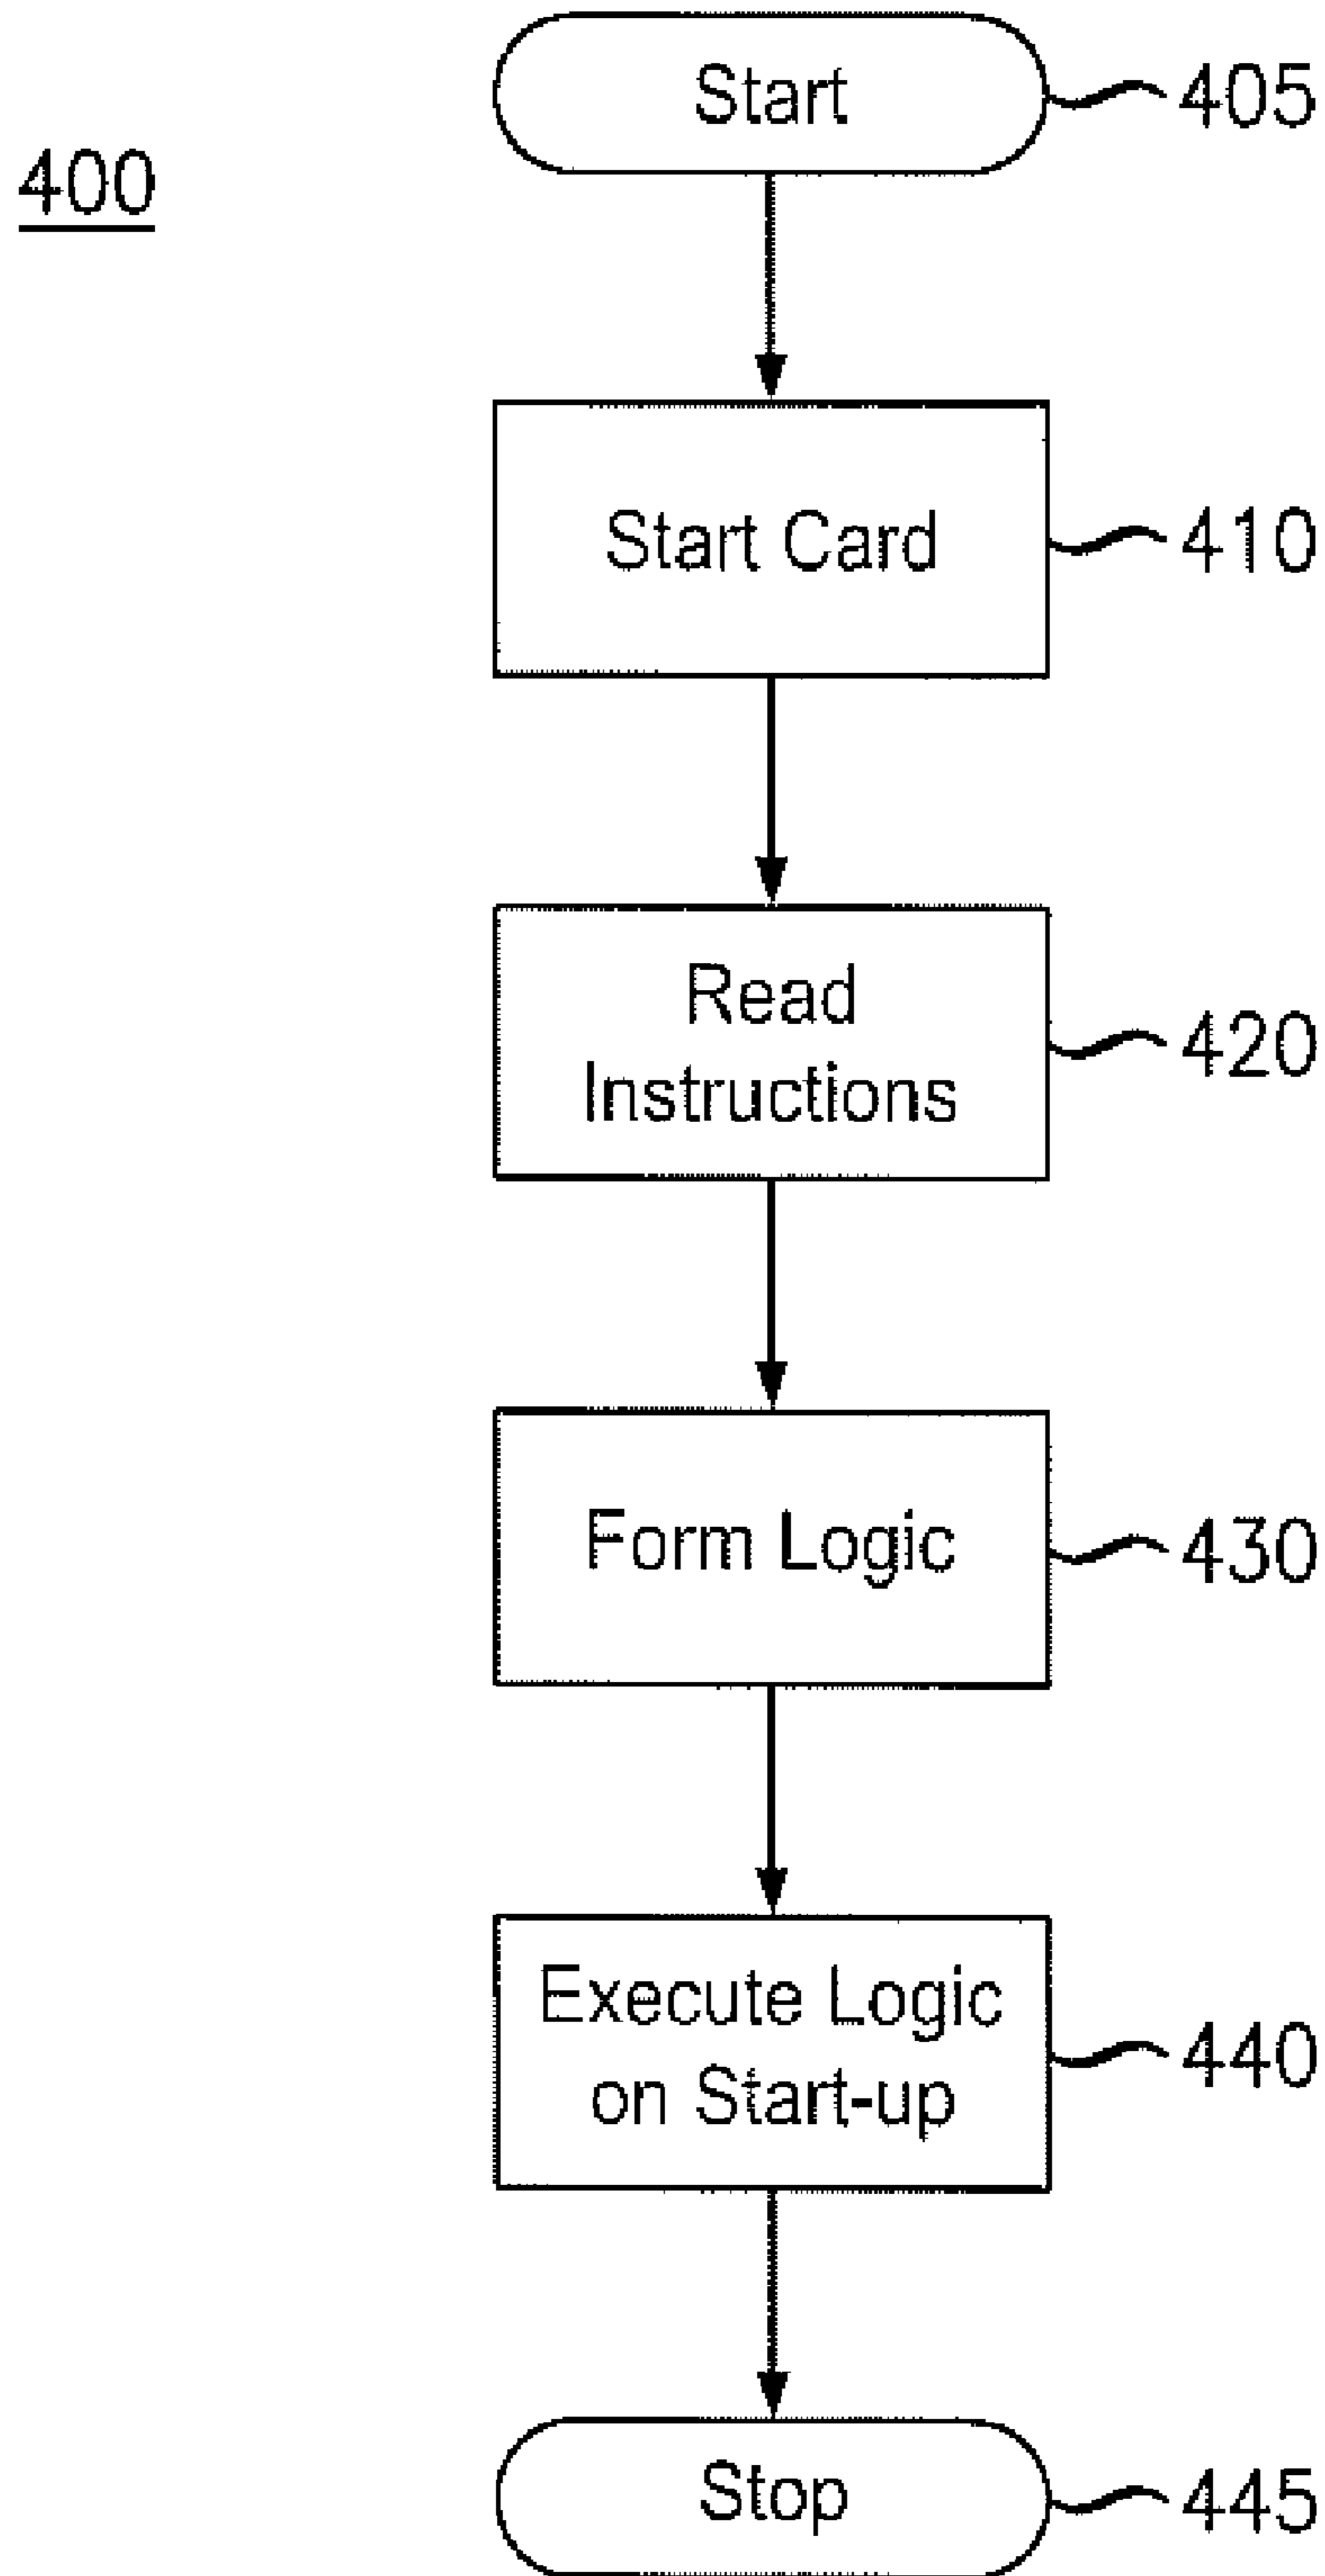 400
Start
405
Start Card
410
Read
Instructions
420
Form Logic
430
Execute Logic
on Start-up
440
Stop
445